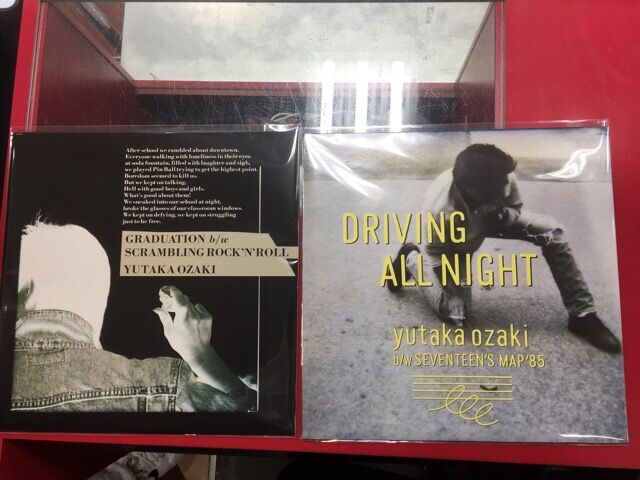 After school we rambled about downtown.
Everyone walking with loneliness in their eyes
at soda fountain, filled with laughter and sigh,
we played Pin Ball trying to get the highest point.
Boredom seemed to kill us.
But we kept on talking.
Hell with good boys and girls.
What's good about them!
We sneaked into our school at night,
broke the glasses of our classroom windows.
We kept on defying, we kept on struggling
just to be free.
GRADUATION b/w
SCRAMBLING ROCK'N'ROLL
YUTAKA OZAKI
DRIVING
ALL NIGHT
yutaka ozaki
b/w SEVENTEEN'S MAP'85